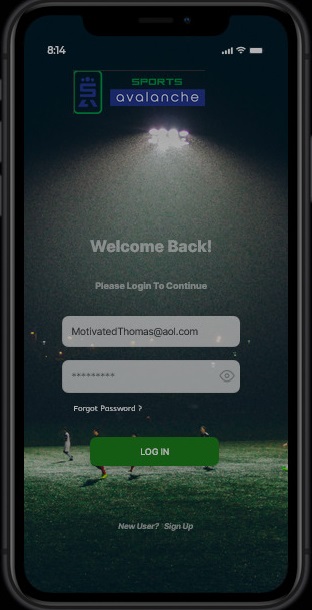 8:14
SPORTS
avalanche
Welcome Back!
Please Login To Continue
MotivatedThomas@aol.com
*********
Forgot Password ?
LOG IN
New User? Sign Up